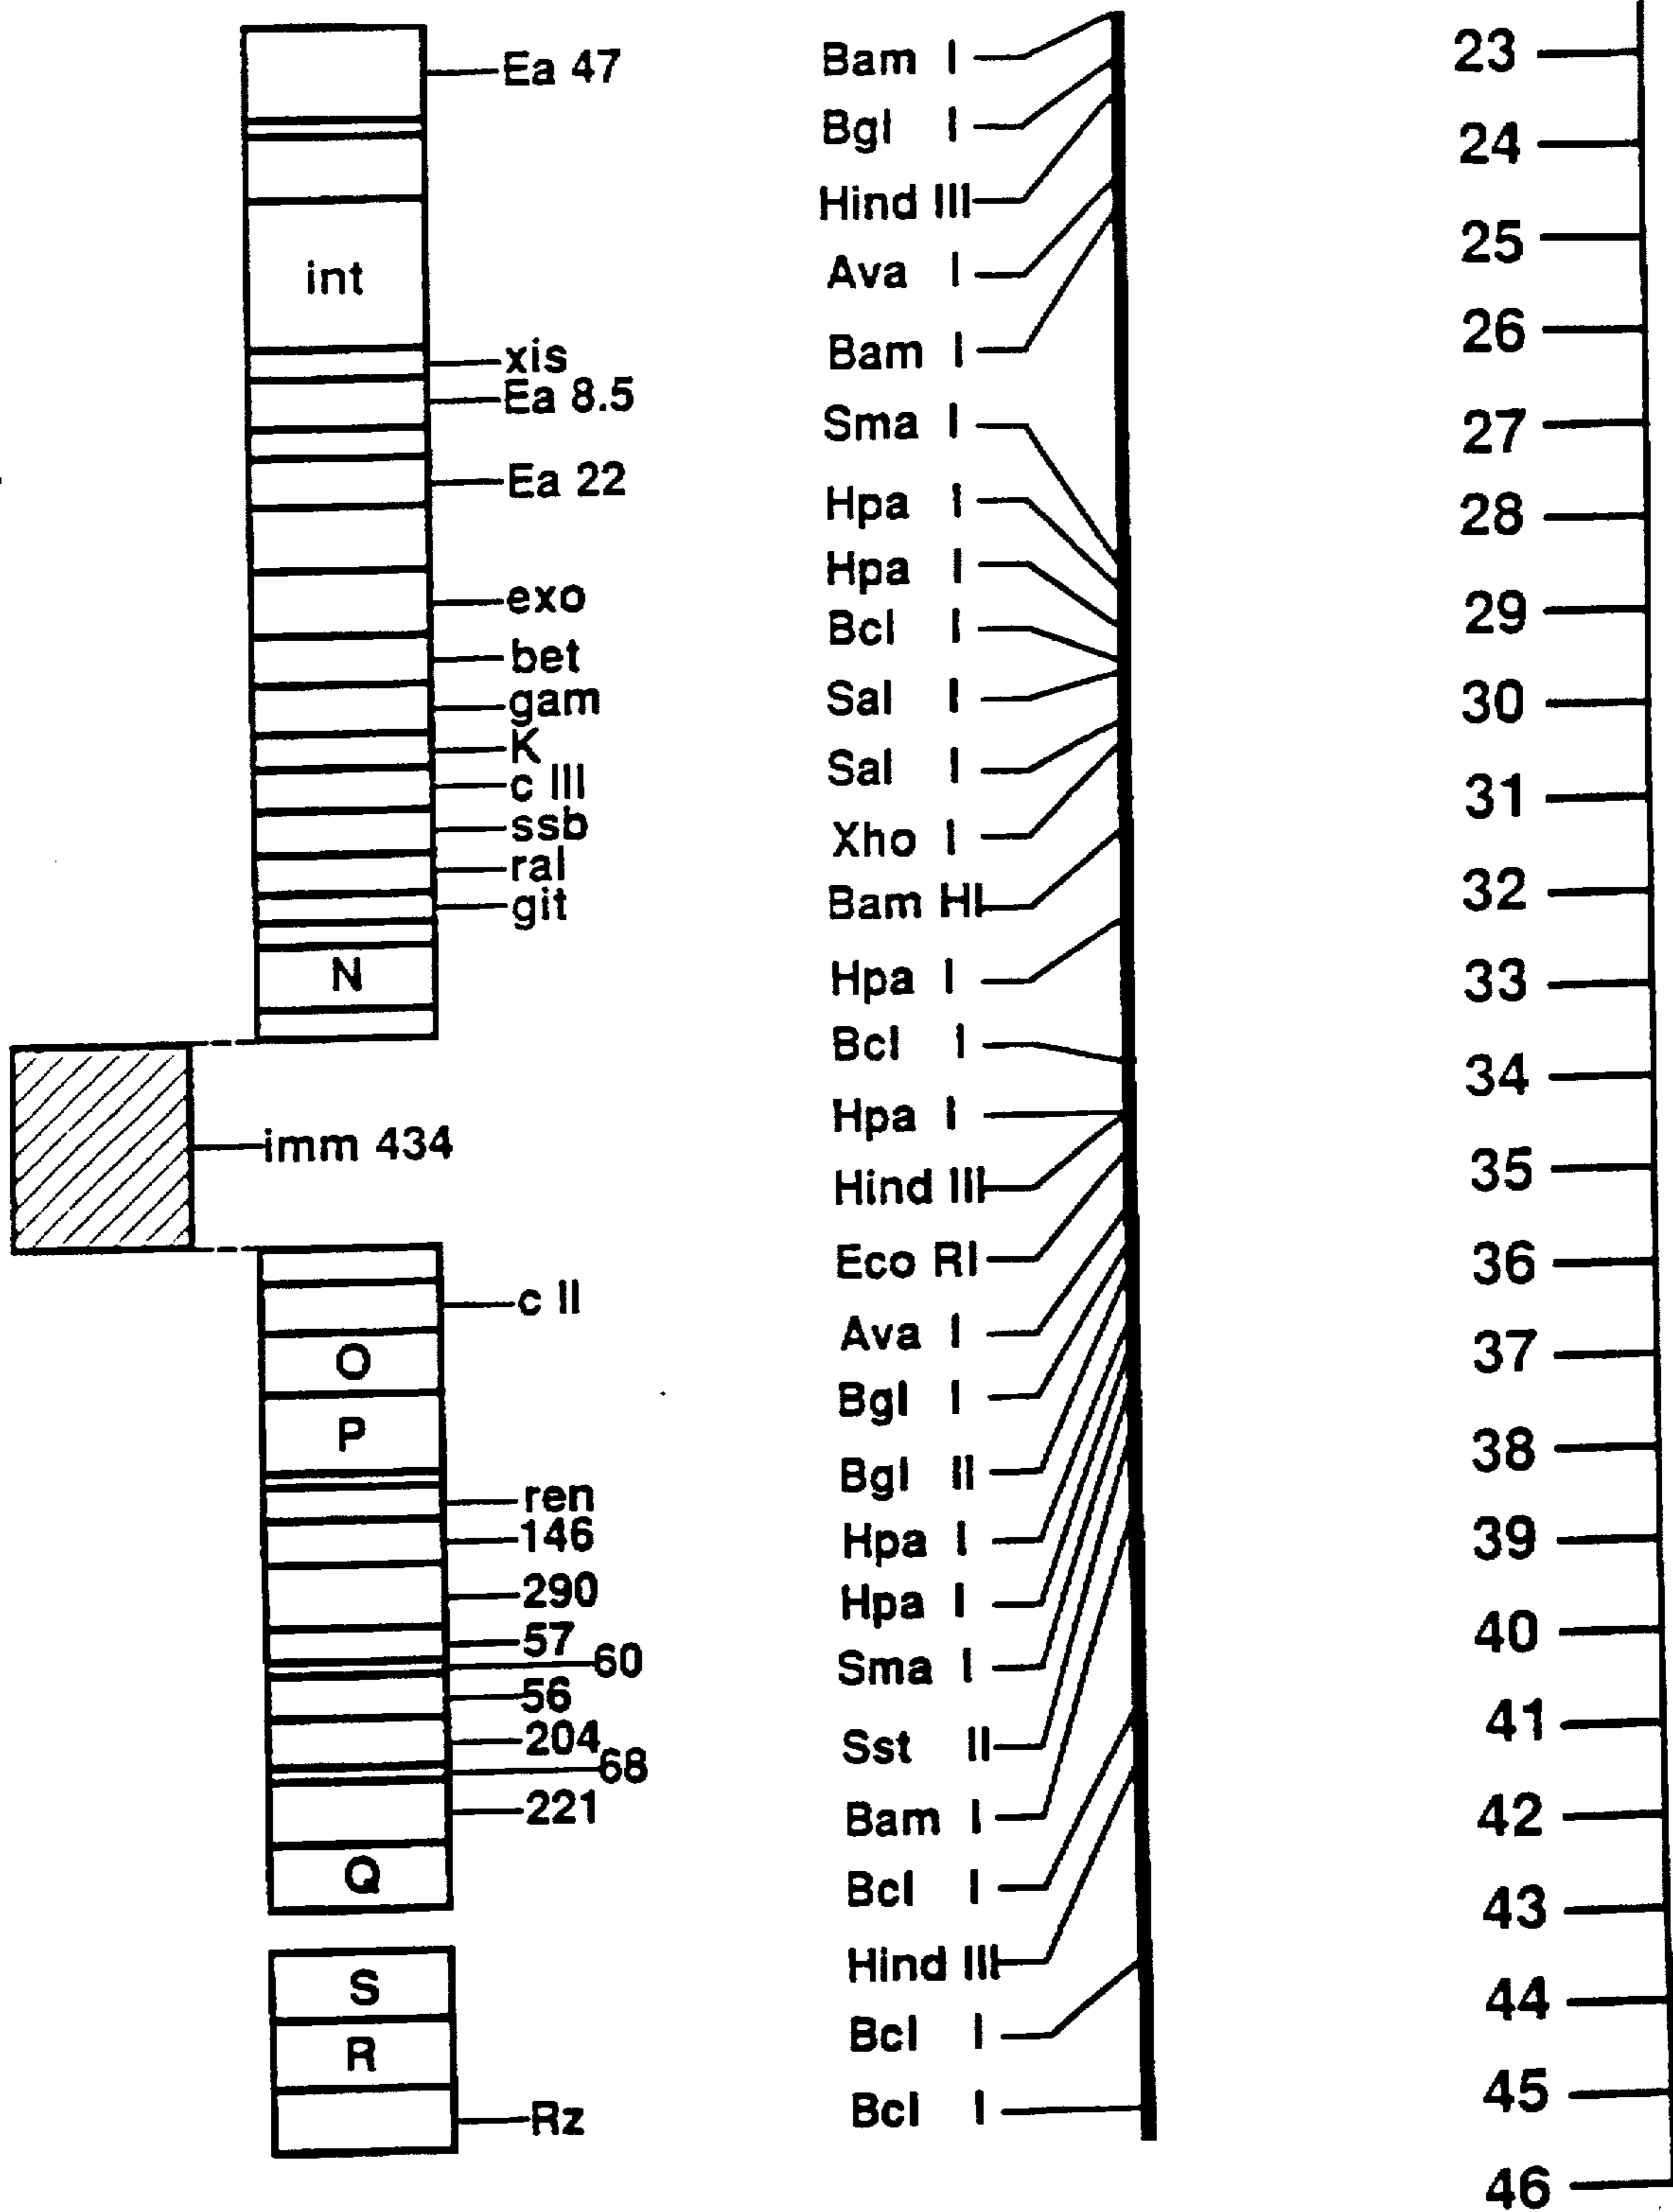 Ea 47
int
xis
Ea 8.5
Ea 22
exo
bet
gam
K
c III
ssb
ral
git
N
imm 434
c II
O
P
ren
146
290
57
60
56
204
68
221
Q
S
R
Rz
Bam I
Bgl I
Hind III
Ava I
Bam I
Sma I
Hpa I
Hpa I
Bcl I
Sal I
Sal I
Xho I
Bam HI
Hpa I
Bcl I
Hpa I
Hind III
Eco RI
Ava I
Bgl I
Bgl II
Hpa I
Hpa I
Sma I
Sst II
Bam I
Bcl I
Hind III
Bcl I
Bcl I
23
24
25
26
27
28
29
30
31
32
33
34
35
36
37
38
39
40
41
42
43
44
45
46